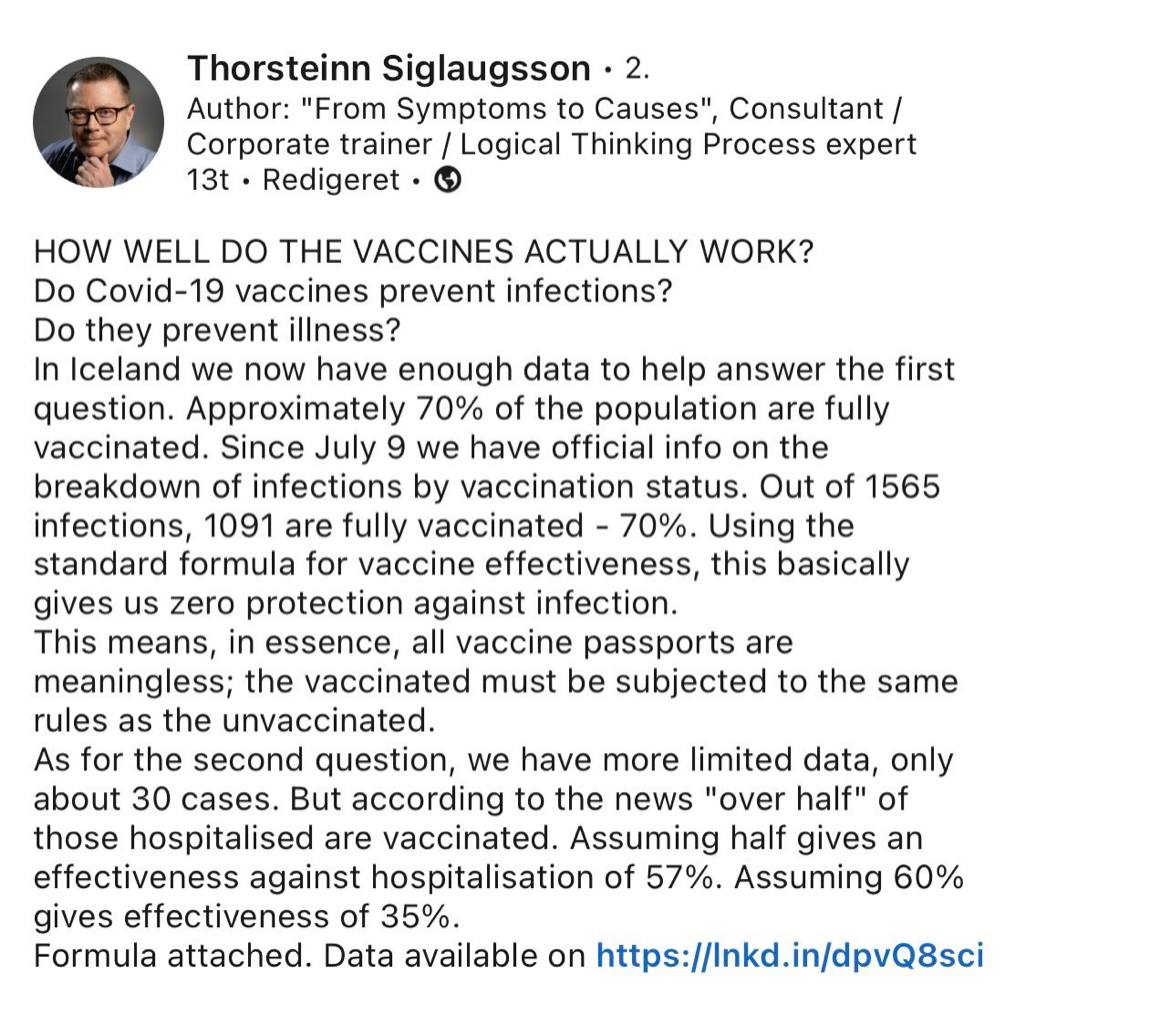 Thorsteinn Siglaugsson • 2.
Author: "From Symptoms to Causes", Consultant /
Corporate trainer / Logical Thinking Process expert
13t • Redigeret •
HOW WELL DO THE VACCINES ACTUALLY WORK?
Do Covid-19 vaccines prevent infections?
Do they prevent illness?
In Iceland we now have enough data to help answer the first
question. Approximately 70% of the population are fully
vaccinated. Since July 9 we have official info on the
breakdown of infections by vaccination status. Out of 1565
infections, 1091 are fully vaccinated - 70%. Using the
standard formula for vaccine effectiveness, this basically
gives us zero protection against infection.
This means, in essence, all vaccine passports are
meaningless; the vaccinated must be subjected to the same
rules as the unvaccinated.
As for the second question, we have more limited data, only
about 30 cases. But according to the news "over half" of
those hospitalised are vaccinated. Assuming half gives an
effectiveness against hospitalisation of 57%. Assuming 60%
gives effectiveness of 35%.
Formula attached. Data available on https://lnkd.in/dpvQ8sci